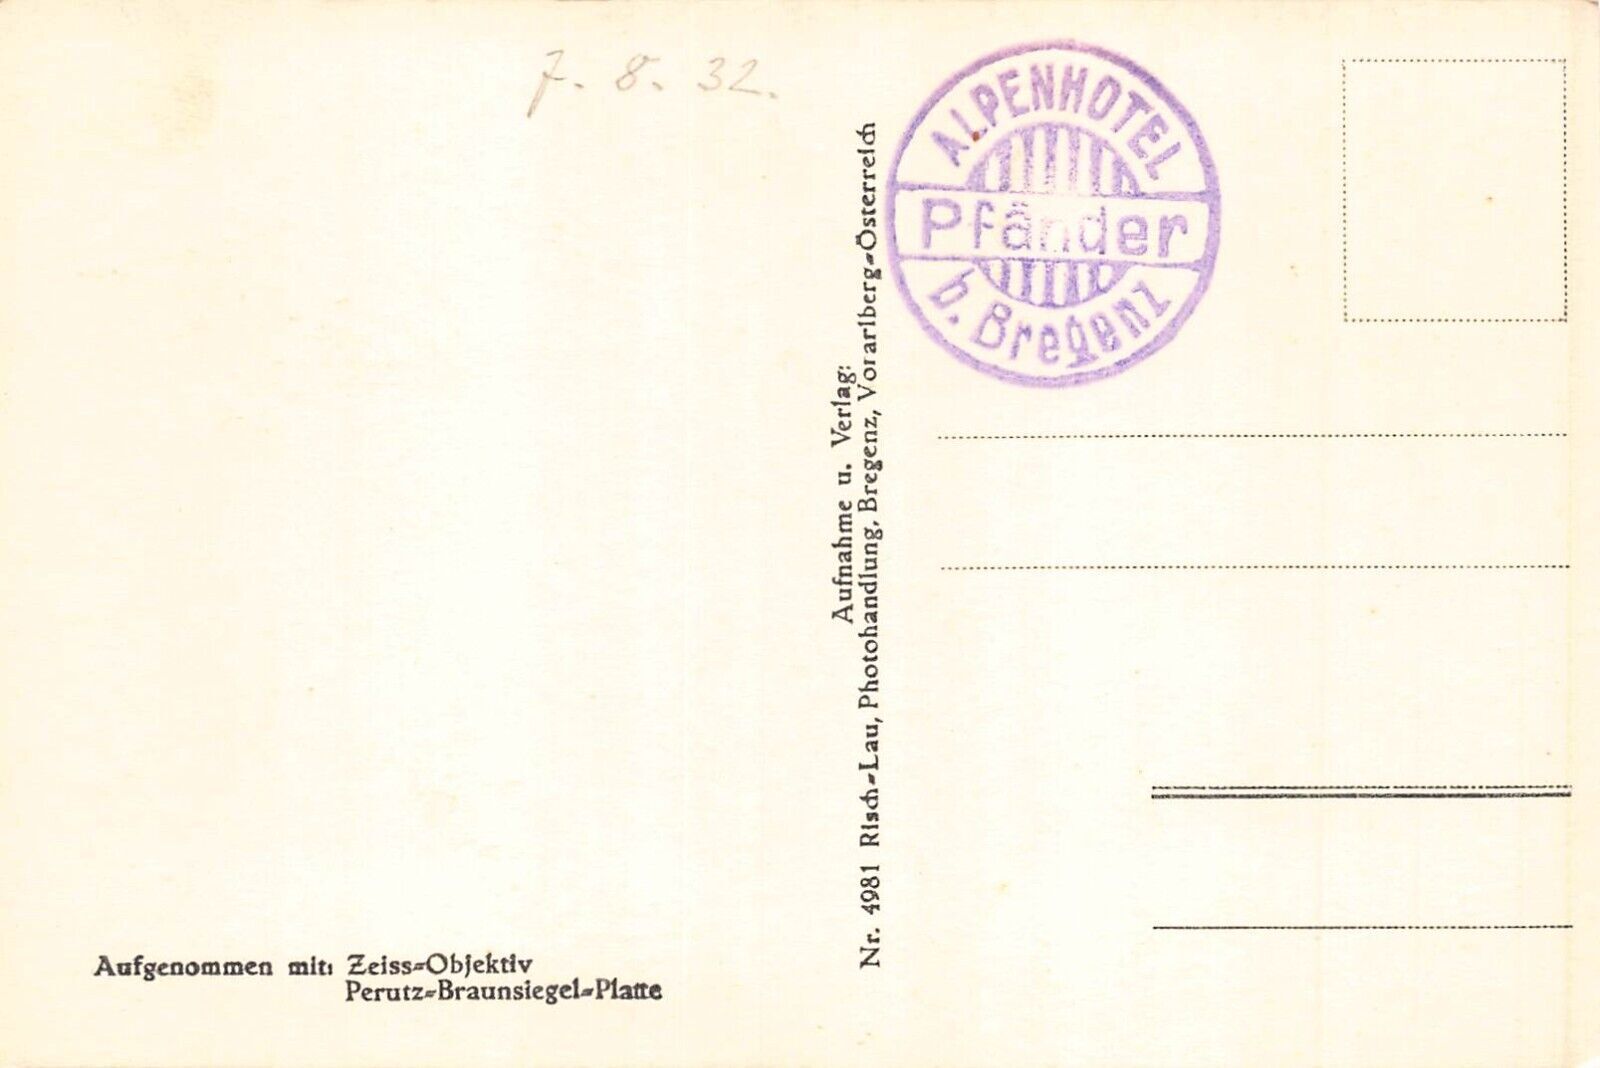 7. 8. 32.
ALPENHOTEL
Pfänder
b. Bregenz
Aufnahme u. Verlag:
Nr. 4981 Risch-Lau, Photohandlung, Bregenz, Vorarlberg-Österreich
Aufgenommen mit: Zeiss-Objektiv
Perutz-Braunsiegel-Platte